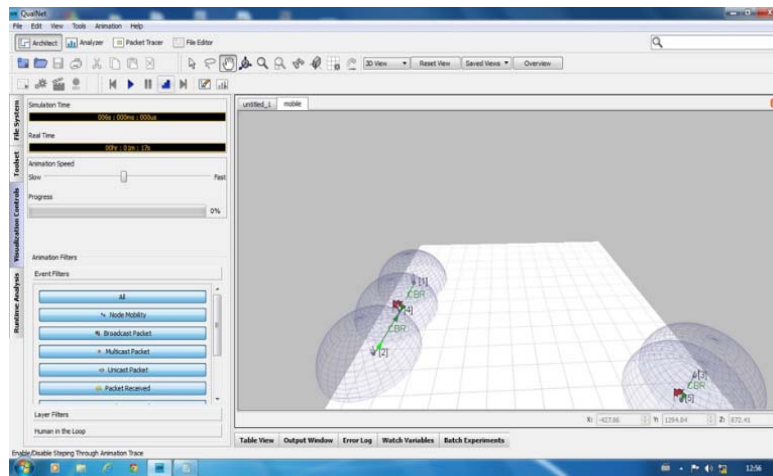 QualNet
File Edit View Tools Animation Help
Architect Analyzer Packet Tracer File Editor
3D View Reset View Saved Views Overview
untitled_1 mobile
File System
Toolset
Visualization Controls
Runtime Analysis
Simulation Time
006s : 000ms : 000us
Real Time
00hr : 01m : 17s
Animation Speed
Slow Fast
Progress
0%
Animation Filters
Event Filters
All
Node Mobility
Broadcast Packet
Multicast Packet
Unicast Packet
Packet Received
Layer Filters
Human in the Loop
[1]
CBR
[4]
CBR
[2]
[3]
CBR
[5]
X: -427.86 Y: 1294.84 Z: 872.41
Table View Output Window Error Log Watch Variables Batch Experiments
Enable/Disable Stepping Through Animation Trace
12:56